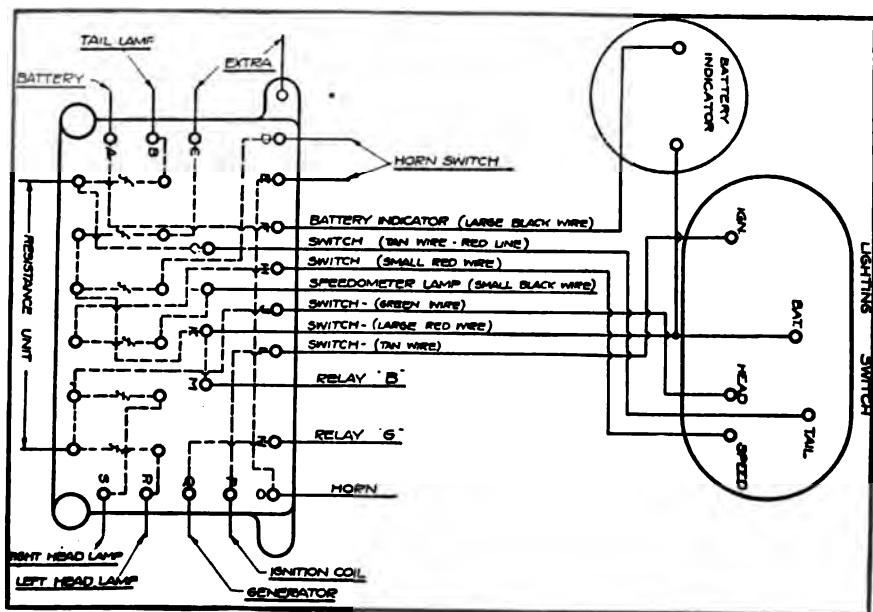 TAIL LAMP
BATTERY
EXTRA
A
B
E
HORN SWITCH
BATTERY INDICATOR
BATTERY INDICATOR (LARGE BLACK WIRE)
SWITCH (TAN WIRE - RED LINE)
SWITCH (SMALL RED WIRE)
SPEEDOMETER LAMP (SMALL BLACK WIRE)
SWITCH - (GREEN WIRE)
SWITCH - (LARGE RED WIRE)
SWITCH - (TAN WIRE)
K
M
RELAY "B"
RELAY "G"
HORN
RESISTANCE UNIT
IGN.
BAT.
HEAD
TAIL
SPEED
LIGHTING SWITCH
S
R
Q
P
O
RIGHT HEAD LAMP
LEFT HEAD LAMP
IGNITION COIL
GENERATOR